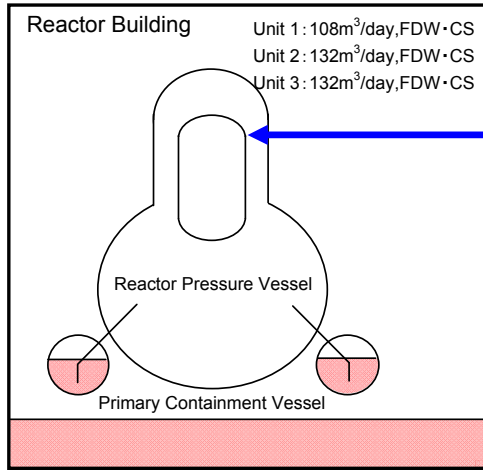 Reactor Building
Unit 1：108m³/day,FDW・CS
Unit 2：132m³/day,FDW・CS
Unit 3：132m³/day,FDW・CS
Reactor Pressure Vessel
Primary Containment Vessel